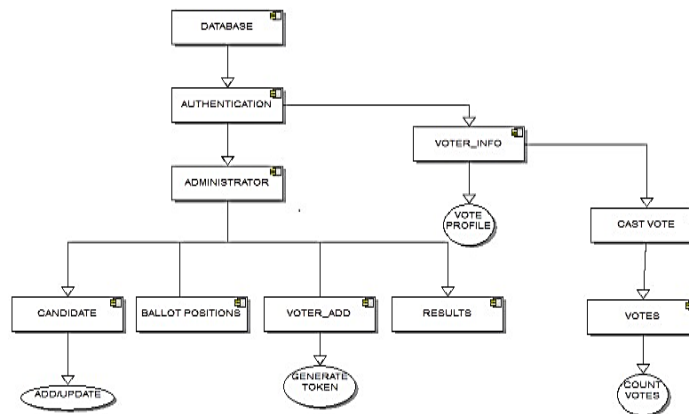 DATABASE
AUTHENTICATION
VOTER_INFO
ADMINISTRATOR
VOTE
PROFILE
CAST VOTE
CANDIDATE
BALLOT POSITIONS
VOTER_ADD
RESULTS
VOTES
ADD/UPDATE
GENERATE
TOKEN
COUNT
VOTES